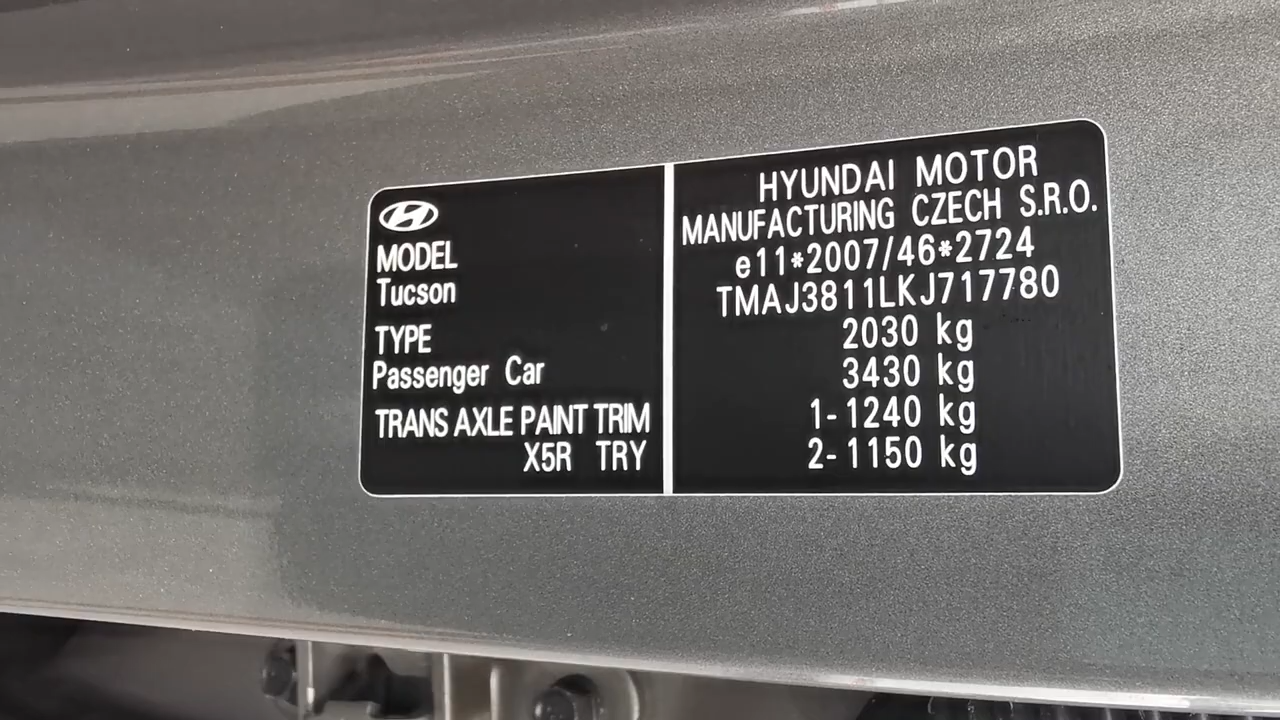 MODEL
Tucson
TYPE
Passenger Car
TRANS AXLE PAINT TRIM
X5R TRY
HYUNDAI MOTOR
MANUFACTURING CZECH S.R.O.
e11*2007/46*2724
TMAJ3811LKJ717780
2030 kg
3430 kg
1- 1240 kg
2- 1150 kg